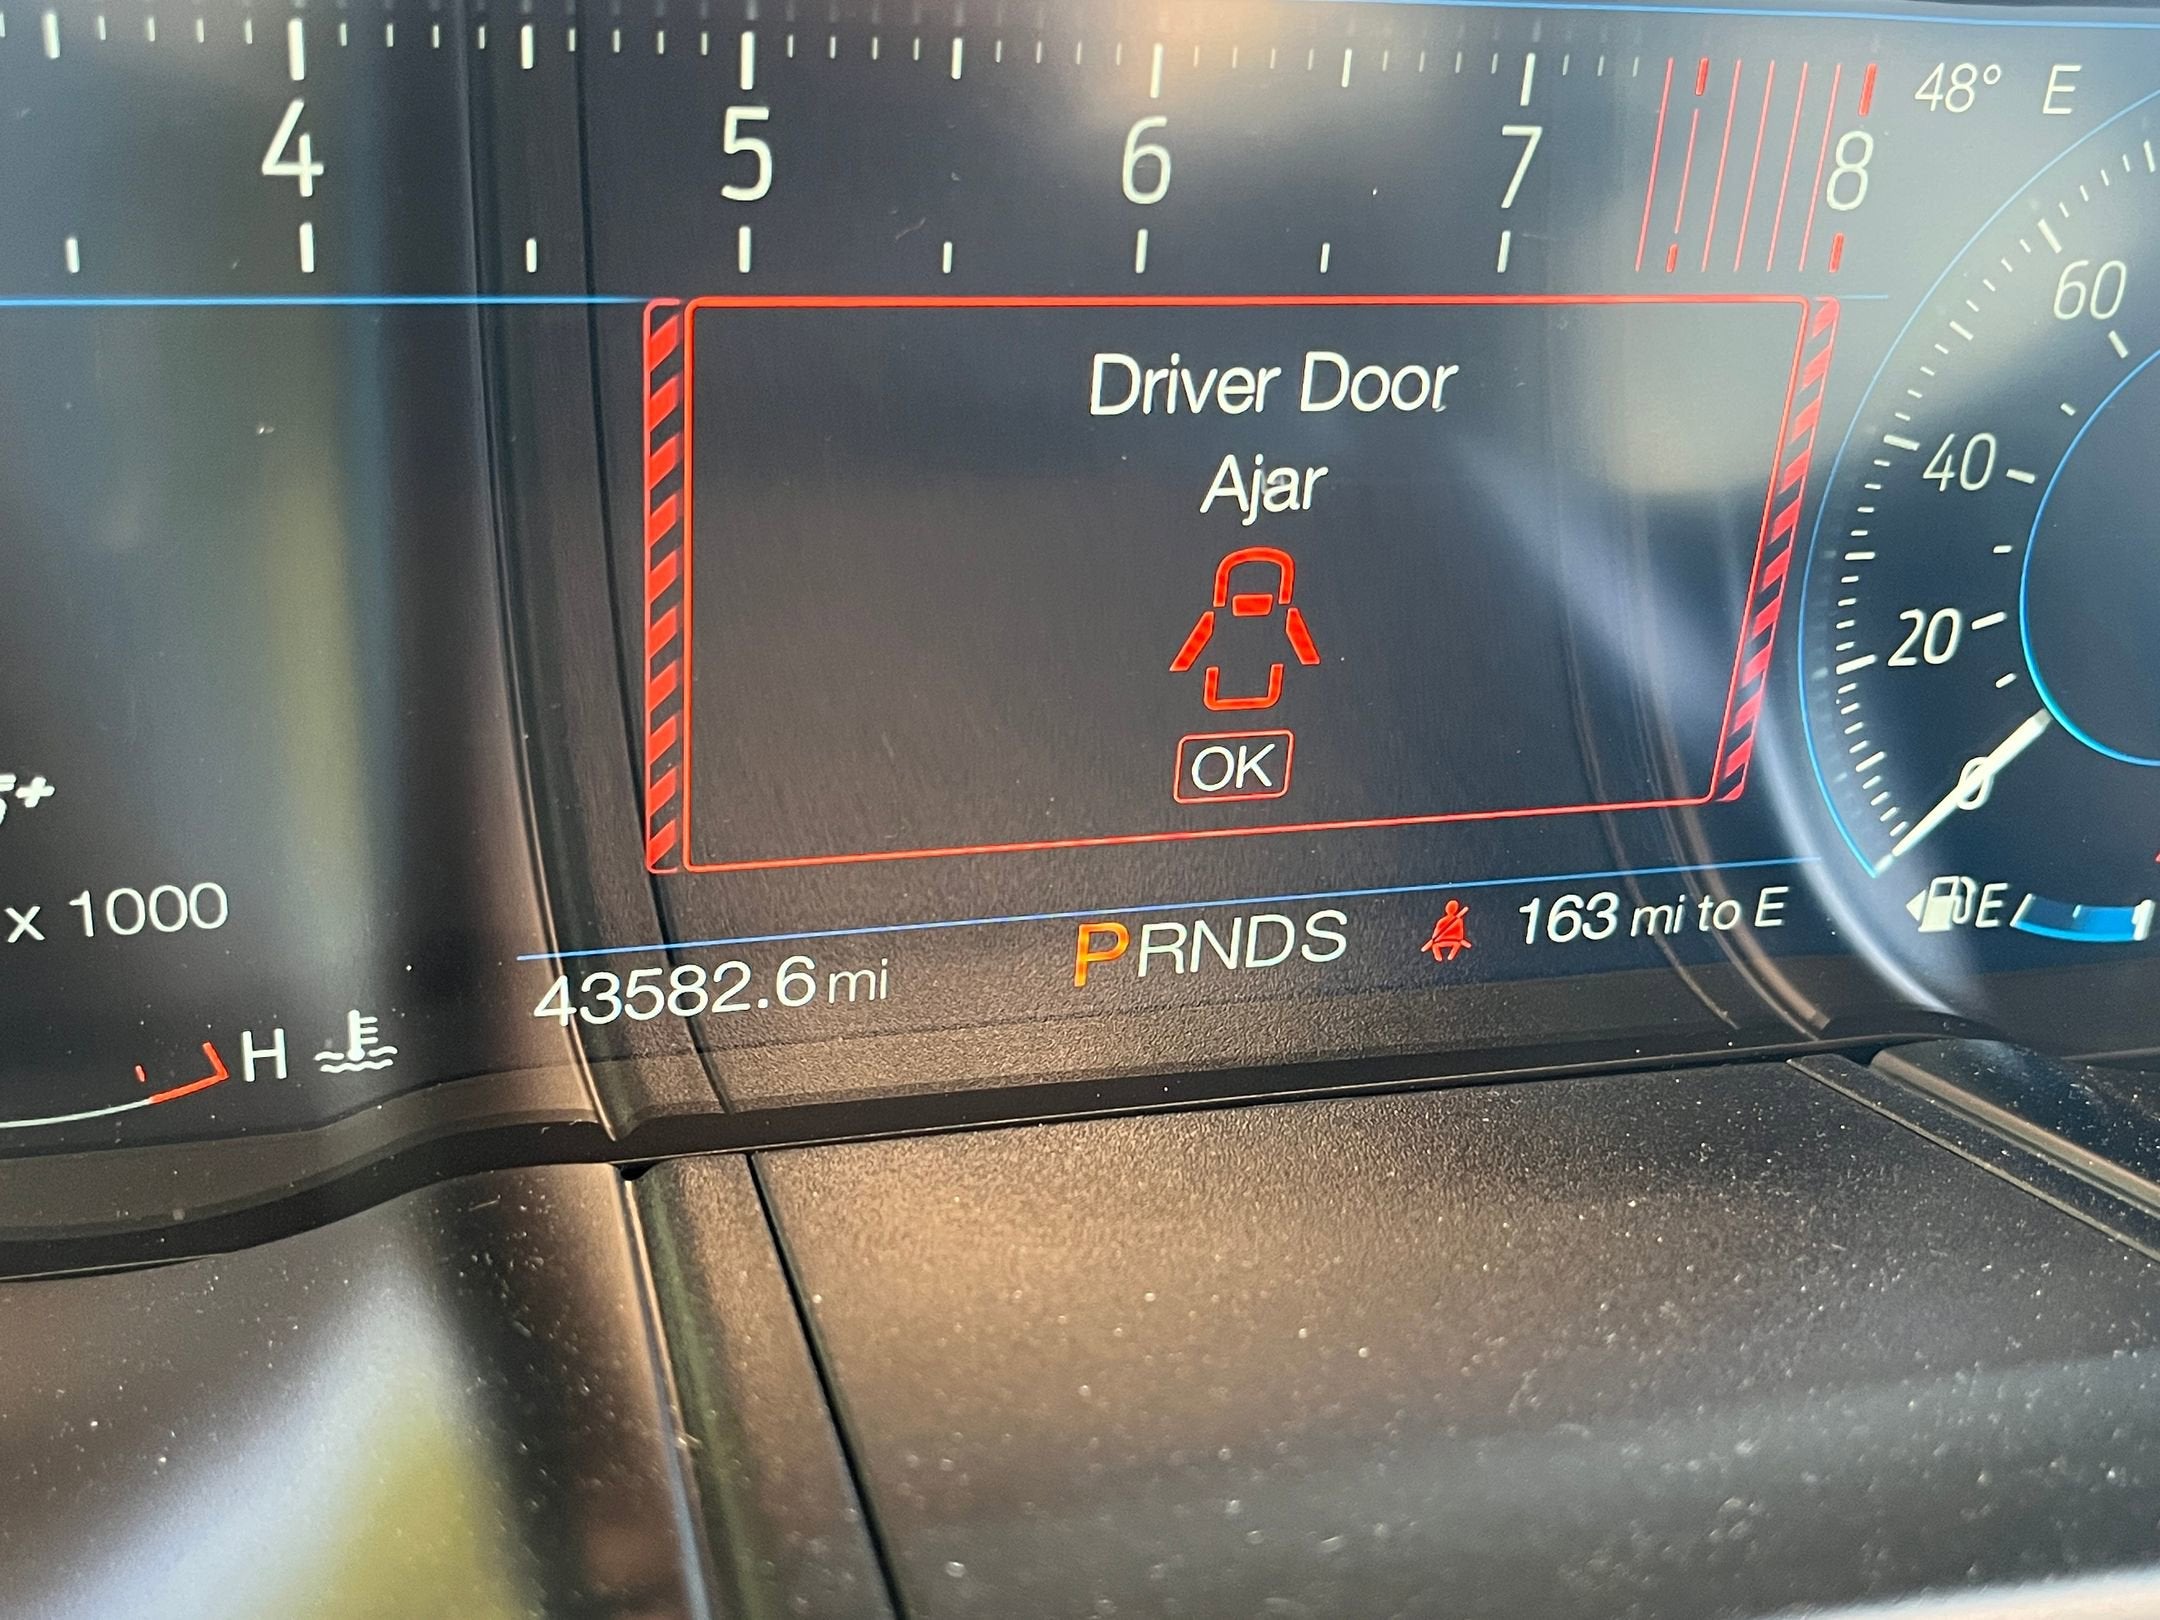 4 5 6 7 8
48° E
60
Driver Door
Ajar
40
20
OK
0
x 1000
43582.6 mi
PRNDS
163 mi to E
E
H